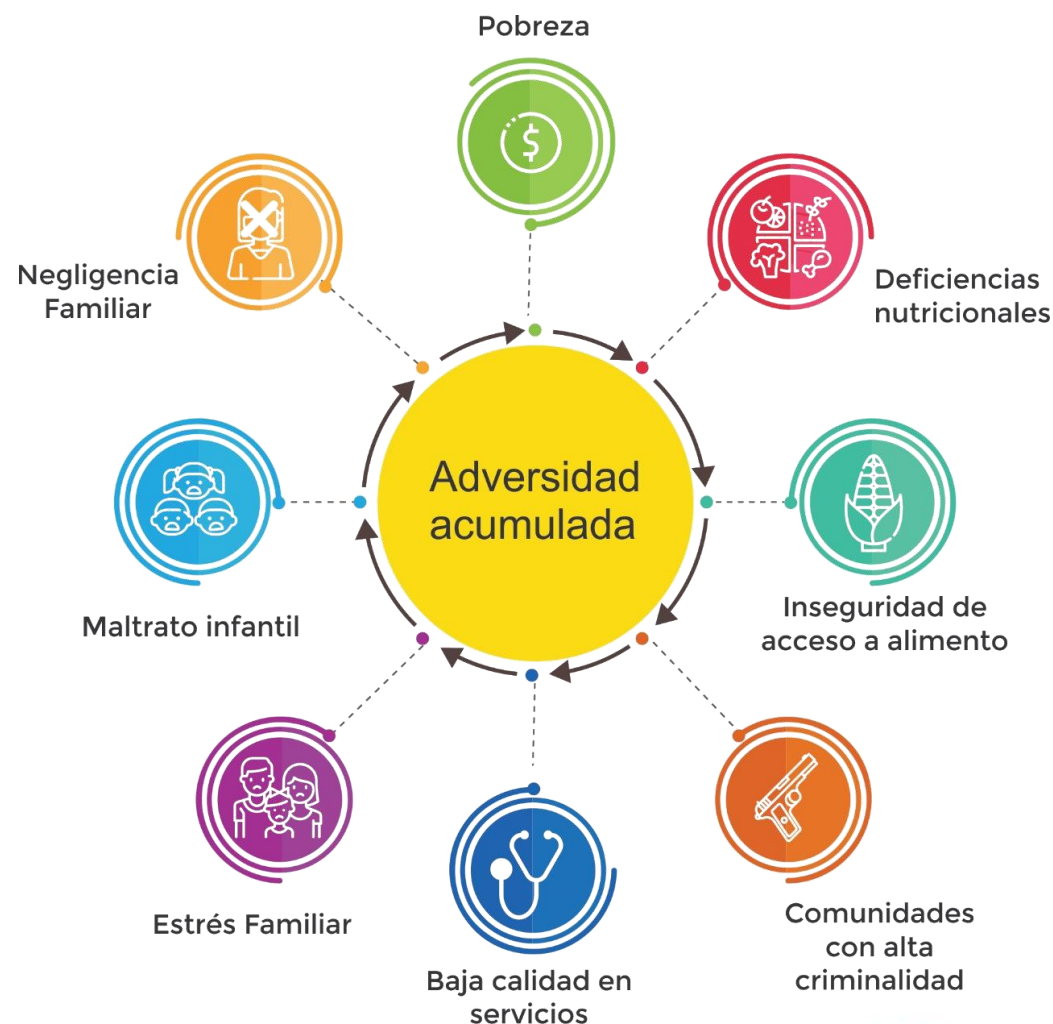 Pobreza
Deficiencias
nutricionales
Inseguridad de
acceso a alimento
Comunidades
con alta
criminalidad
Baja calidad en
servicios
Estrés Familiar
Maltrato infantil
Negligencia
Familiar
Adversidad
acumulada
$